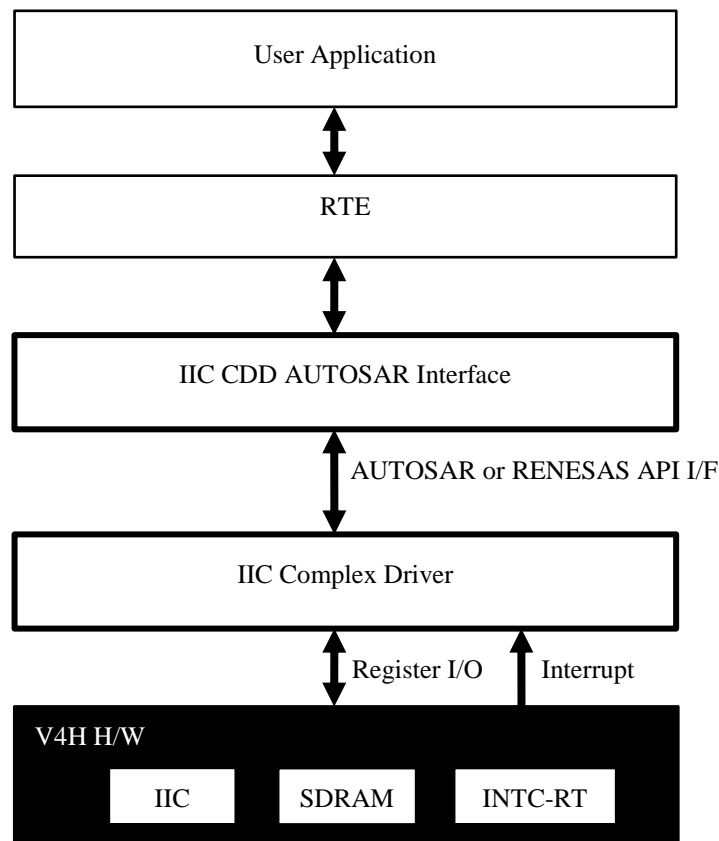 User Application
RTE
IIC CDD AUTOSAR Interface
AUTOSAR or RENESAS API I/F
IIC Complex Driver
Register I/O
Interrupt
V4H H/W
IIC
SDRAM
INTC-RT